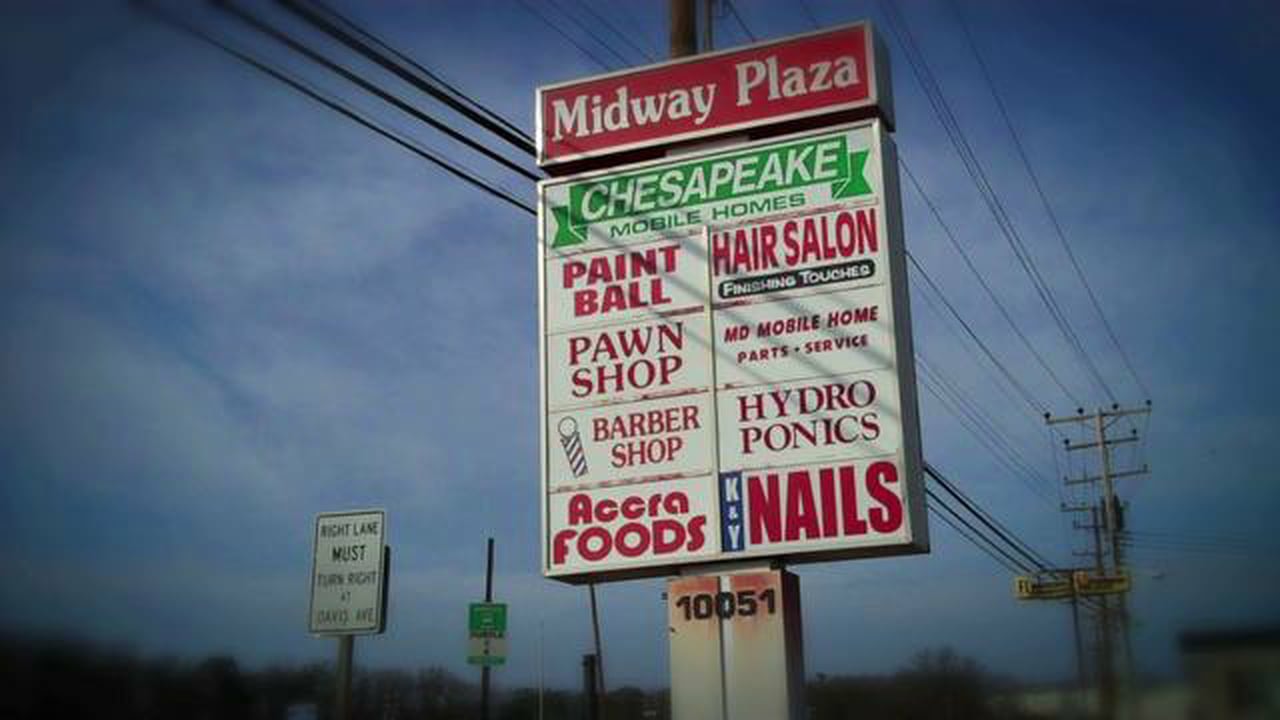 Midway Plaza
CHESAPEAKE
MOBILE HOMES
PAINT
BALL
HAIR SALON
FINISHING TOUCHES
PAWN
SHOP
MD MOBILE HOME
PARTS • SERVICE
BARBER
SHOP
HYDRO
PONICS
Accra
FOODS
K & Y
NAILS
10051
RIGHT LANE
MUST
TURN RIGHT
AT
DAVIS AVE